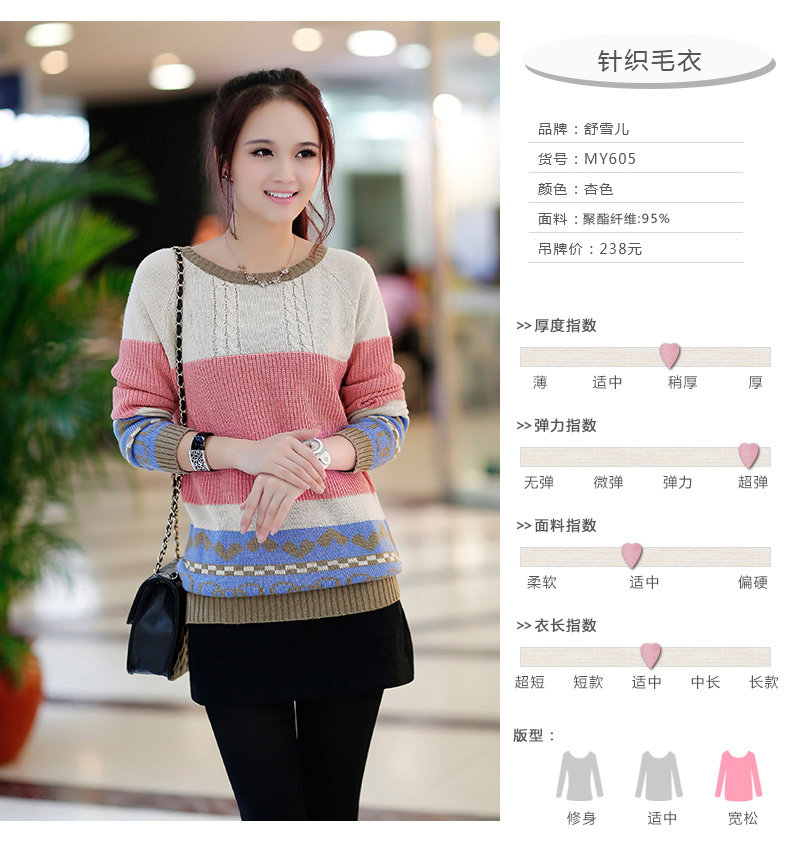 针织毛衣
品牌：舒雪儿
货号：MY605
颜色：杏色
面料：聚酯纤维:95%
吊牌价：238元
>>厚度指数
薄 适中 稍厚 厚
>>弹力指数
无弹 微弹 弹力 超弹
>>面料指数
柔软 适中 偏硬
>>衣长指数
超短 短款 适中 中长 长款
版型：
修身 适中 宽松